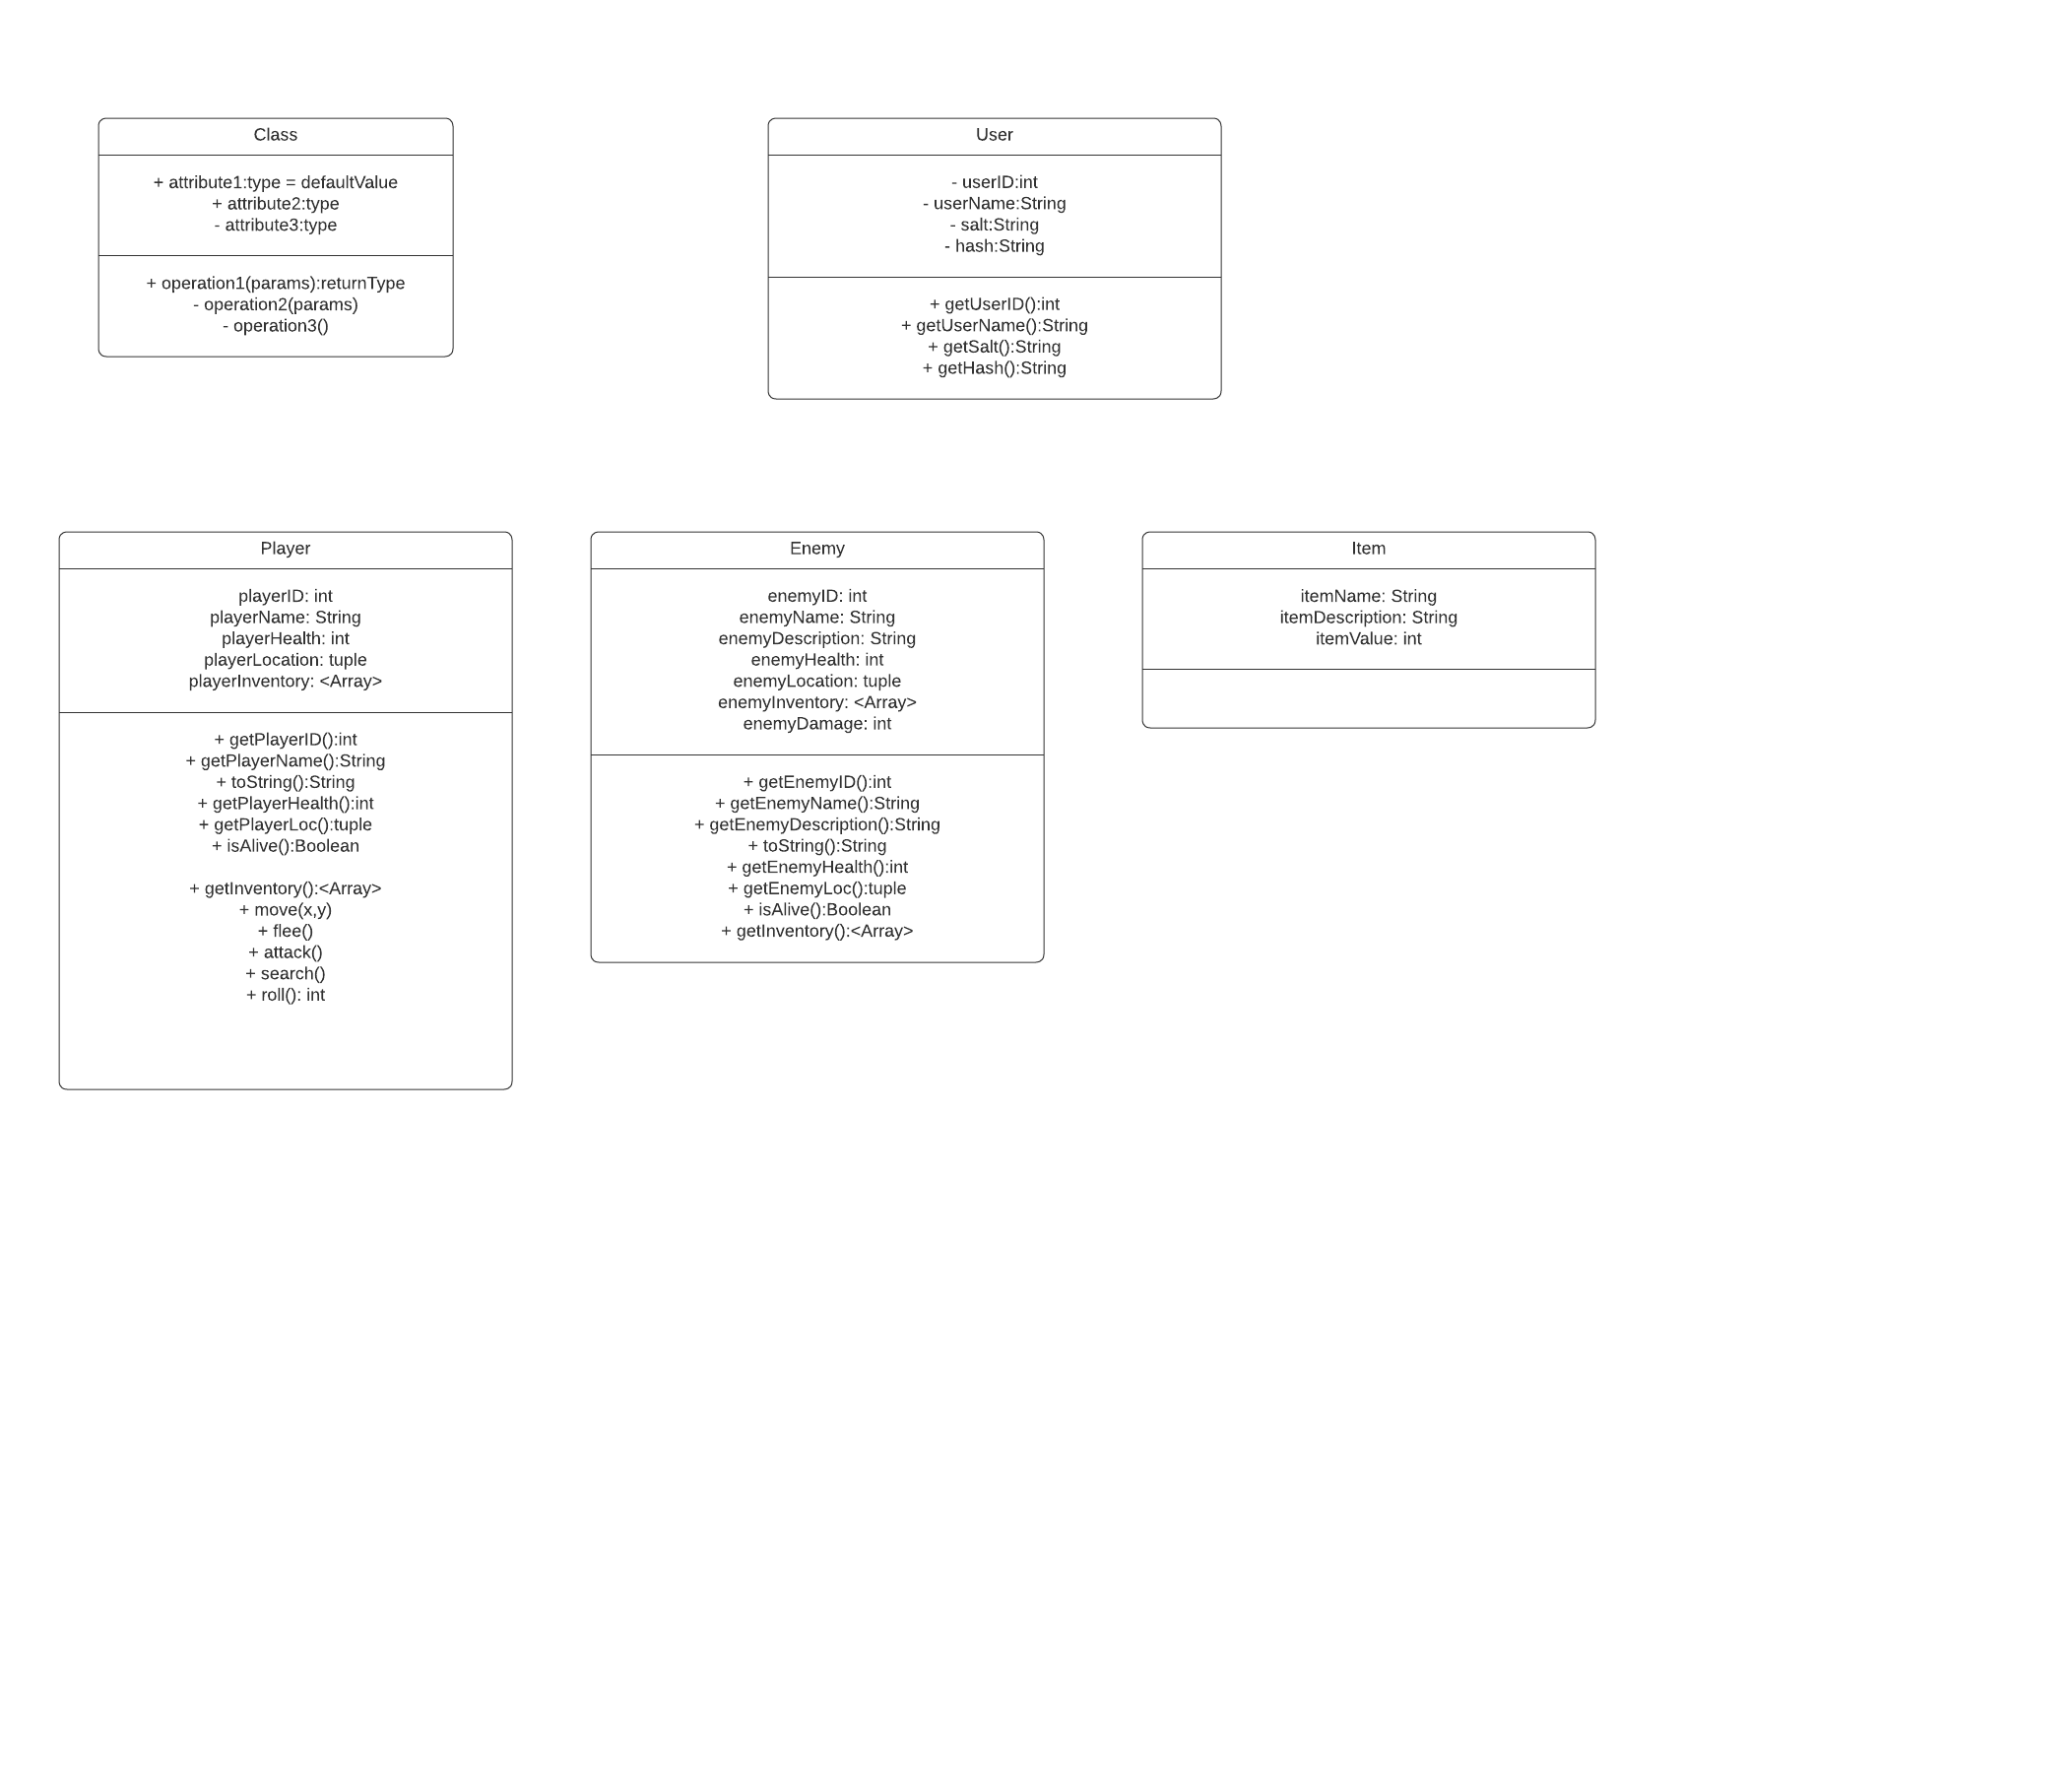 Class
+ attribute1:type = defaultValue
+ attribute2:type
- attribute3:type
+ operation1(params):returnType
- operation2(params)
- operation3()
User
- userID:int
- userName:String
- salt:String
- hash:String
+ getUserID():int
+ getUserName():String
+ getSalt():String
+ getHash():String
Player
playerID: int
playerName: String
playerHealth: int
playerLocation: tuple
playerInventory: <Array>
+ getPlayerID():int
+ getPlayerName():String
+ toString():String
+ getPlayerHealth():int
+ getPlayerLoc():tuple
+ isAlive():Boolean
+ getInventory():<Array>
+ move(x,y)
+ flee()
+ attack()
+ search()
+ roll(): int
Enemy
enemyID: int
enemyName: String
enemyDescription: String
enemyHealth: int
enemyLocation: tuple
enemyInventory: <Array>
enemyDamage: int
+ getEnemyID():int
+ getEnemyName():String
+ getEnemyDescription():String
+ toString():String
+ getEnemyHealth():int
+ getEnemyLoc():tuple
+ isAlive():Boolean
+ getInventory():<Array>
Item
itemName: String
itemDescription: String
itemValue: int